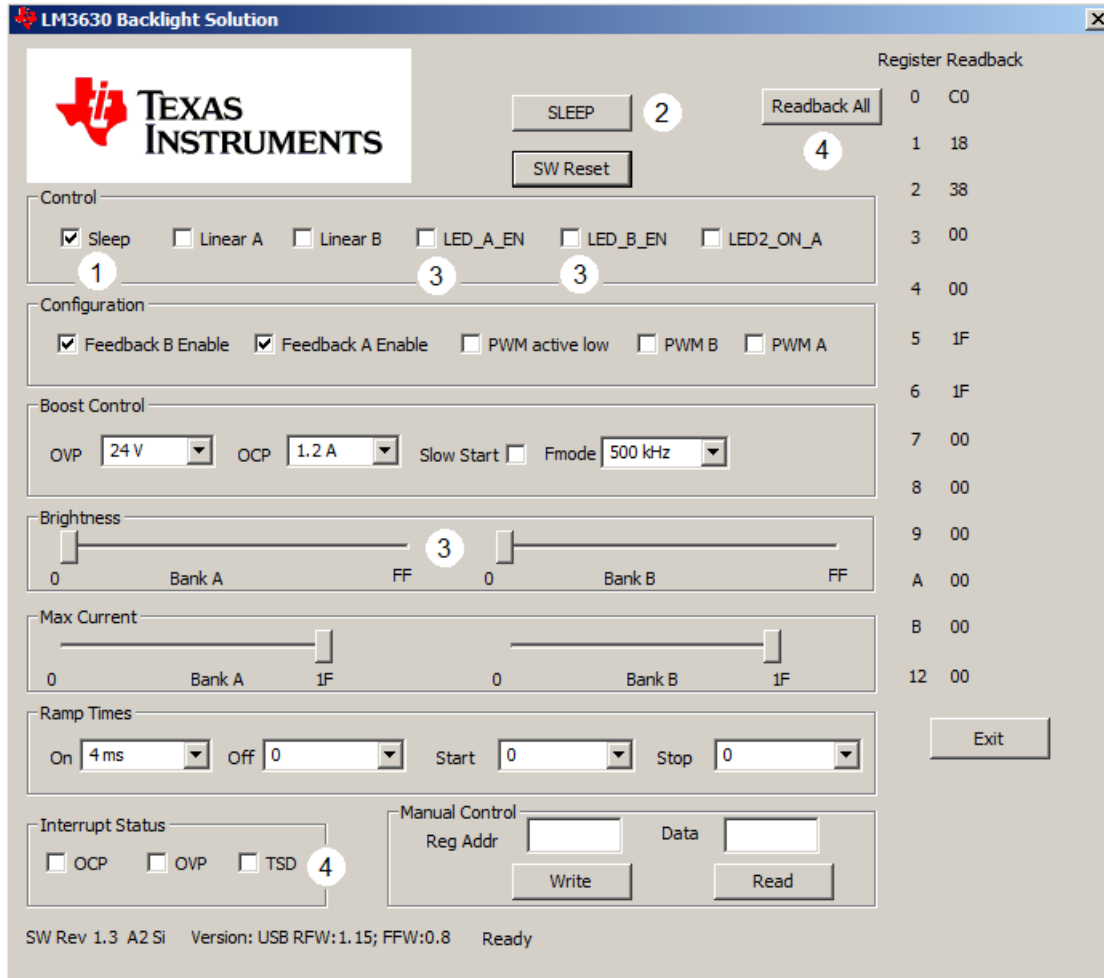 LM3630 Backlight Solution
TEXAS
INSTRUMENTS
SLEEP 2
SW Reset
Readback All
4
Register Readback
0 C0
1 18
2 38
3 00
4 00
5 1F
6 1F
7 00
8 00
9 00
A 00
B 00
12 00
Control
Sleep Linear A Linear B LED_A_EN LED_B_EN LED2_ON_A
1 3 3
Configuration
Feedback B Enable Feedback A Enable PWM active low PWM B PWM A
Boost Control
OVP 24 V OCP 1.2 A Slow Start Fmode 500 kHz
Brightness
3
0 Bank A FF 0 Bank B FF
Max Current
0 Bank A 1F 0 Bank B 1F
Ramp Times
On 4 ms Off 0 Start 0 Stop 0
Exit
Interrupt Status
OCP OVP TSD 4
Manual Control
Reg Addr Data
Write Read
SW Rev 1.3 A2 Si Version: USB RFW:1.15; FFW:0.8 Ready